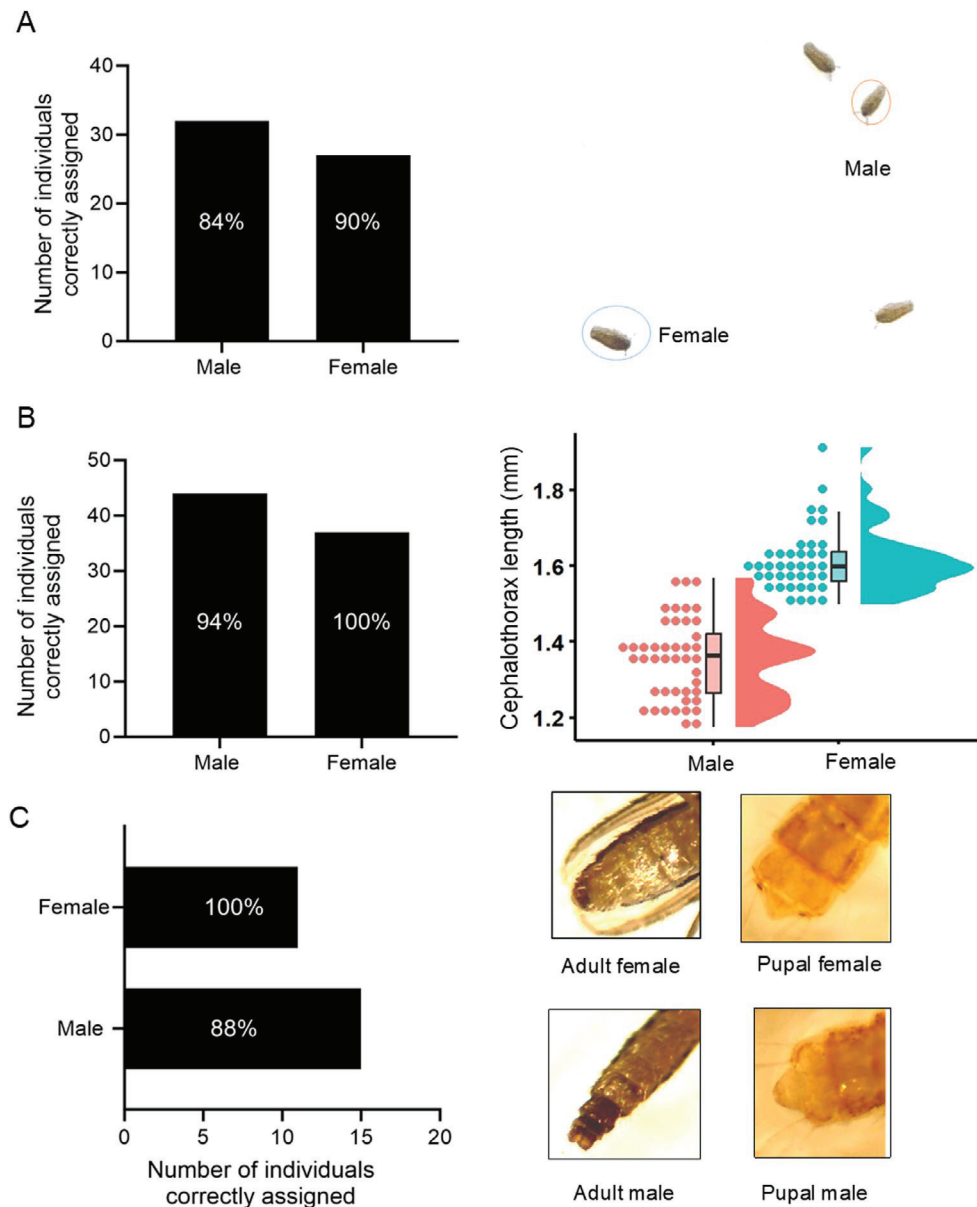 A
Number of individuals
correctly assigned
40
30
20
10
0
84%
90%
Male
Female
Male
Female
B
Number of individuals
correctly assigned
50
40
30
20
10
0
94%
100%
Male
Female
Cephalothorax length (mm)
1.8
1.6
1.4
1.2
Male
Female
C
Female
Male
100%
88%
0
5
10
15
20
Number of individuals
correctly assigned
Adult female
Pupal female
Adult male
Pupal male